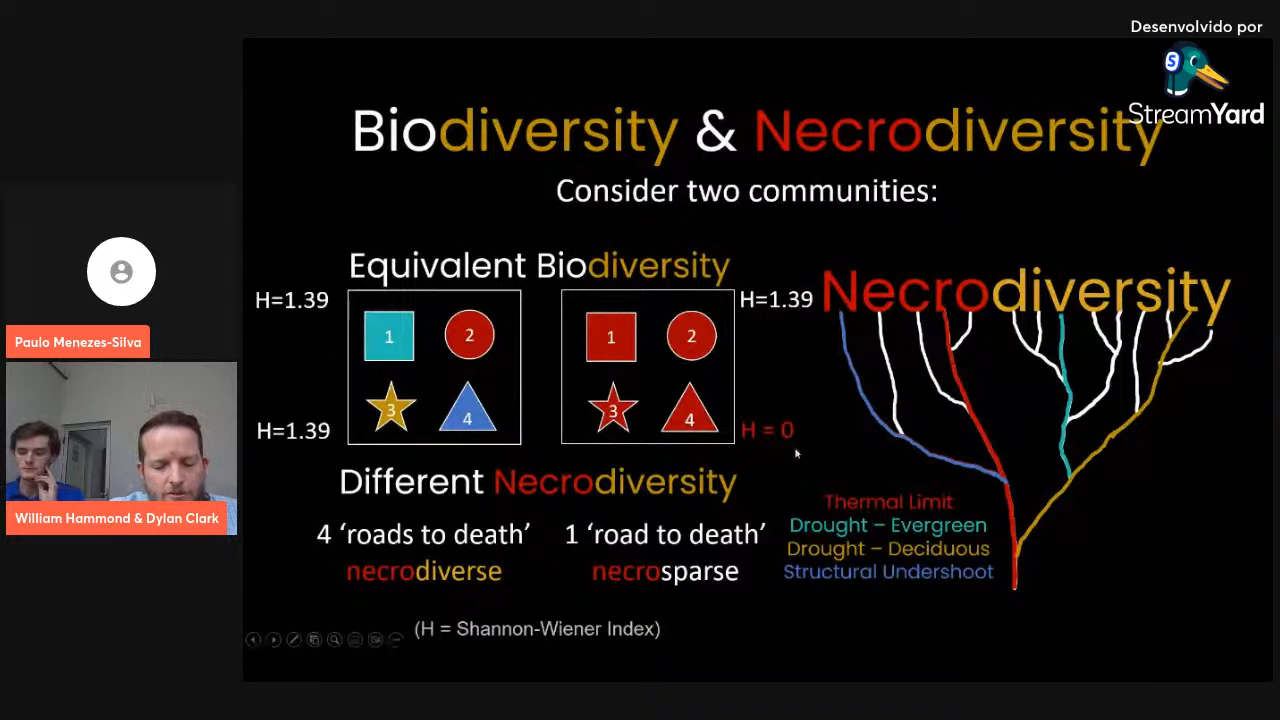 Desenvolvido por
S
StreamYard
Biodiversity & Necrodiversity
Consider two communities:
Equivalent Biodiversity
H=1.39
1
2
3
4
H=1.39
1
2
3
4
H=1.39
H = 0
Different Necrodiversity
4 ‘roads to death’
necrodiverse
1 ‘road to death’
necrosparse
(H = Shannon-Wiener Index)
Necrodiversity
Thermal Limit
Drought – Evergreen
Drought – Deciduous
Structural Undershoot
Paulo Menezes-Silva
William Hammond & Dylan Clark